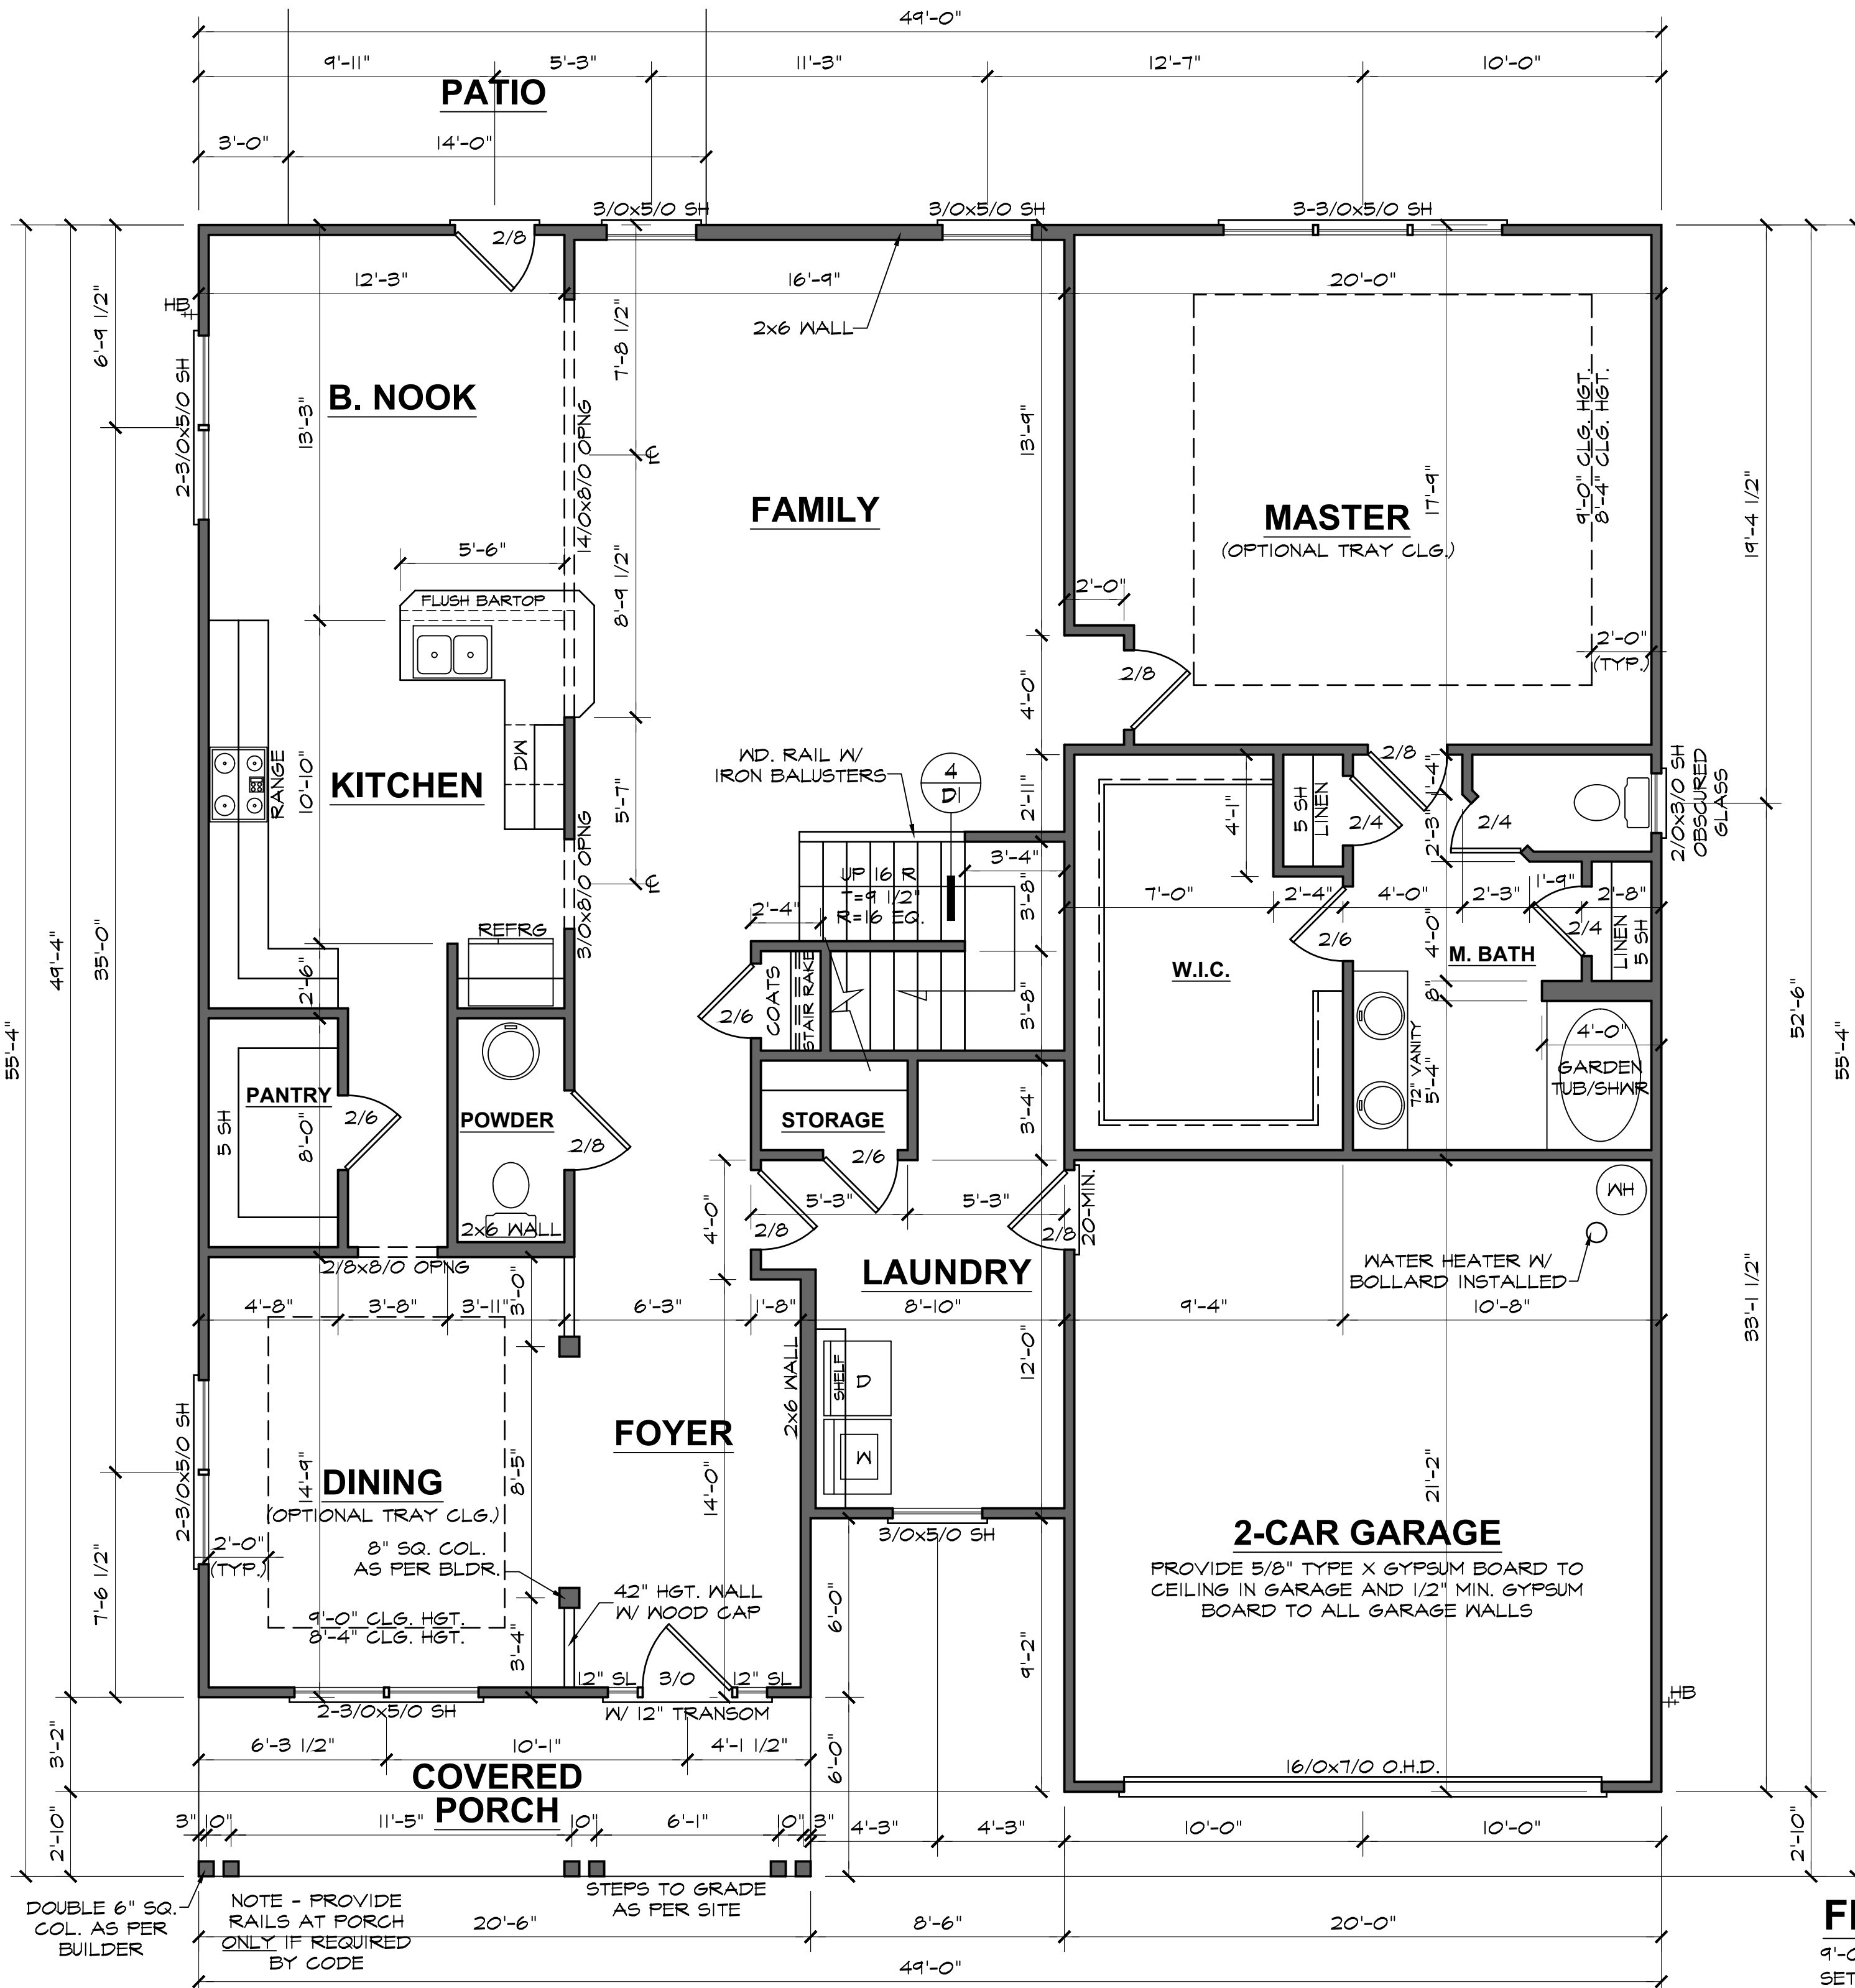 49'-0"
9'-11"
5'-3"
11'-3"
12'-7"
10'-0"
PATIO
3'-0"
14'-0"
3/0x5/0 SH
3/0x5/0 SH
3-3/0x5/0 SH
2/8
12'-3"
16'-9"
20'-0"
HB
2x6 WALL
6'-9 1/2"
7'-8 1/2"
2-3/0x5/0 SH
B. NOOK
13'-3"
14/0x8/0 OPNG
13'-9"
9'-0" CLG. HGT.
8'-4" CLG. HGT.
FAMILY
MASTER
(OPTIONAL TRAY CLG.)
17'-9"
19'-4 1/2"
5'-6"
FLUSH BARTOP
8'-9 1/2"
2'-0"
2'-0"
(TYP.)
2/8
4'-0"
RANGE
10'-10"
KITCHEN
DW
5'-7"
WD. RAIL W/
IRON BALUSTERS
4
D1
2'-11"
2/8
1'-4"
5 SH
LINEN
4'-1"
2/4
2'-3"
2/4
2/0x3/0 SH
OBSCURED
GLASS
3/0x8/0 OPNG
UP 16 R
T=9 1/2"
R=16 EQ.
3'-4"
3'-8"
7'-0"
2'-4"
4'-0"
2'-3"
1'-9"
2'-8"
2'-4"
REFRG
2/6
4'-0"
2/4
LINEN
5 SH
M. BATH
W.I.C.
49'-4"
35'-0"
55'-4"
52'-6"
55'-4"
2'-6"
COATS
STAIR RAKE
2/6
3'-8"
8"
72" VANITY
5'-4"
4'-0"
GARDEN
TUB/SHWR
PANTRY
5 SH
8'-0"
2/6
POWDER
2/8
STORAGE
2/6
3'-4"
2x6 WALL
4'-0"
5'-3"
5'-3"
2/8
2/8
20-MIN.
WH
WATER HEATER W/
BOLLARD INSTALLED
2/8x8/0 OPNG
3'-0"
LAUNDRY
4'-8"
3'-8"
3'-11"
6'-3"
1'-8"
8'-10"
9'-4"
10'-8"
33'-1 1/2"
2x6 WALL
SHELF
D
W
12'-0"
2-3/0x5/0 SH
FOYER
14'-9"
DINING
(OPTIONAL TRAY CLG.)
8'-5"
14'-0"
21'-2"
2'-0"
(TYP.)
8" SQ. COL.
AS PER BLDR.
3/0x5/0 SH
2-CAR GARAGE
PROVIDE 5/8" TYPE X GYPSUM BOARD TO
CEILING IN GARAGE AND 1/2" MIN. GYPSUM
BOARD TO ALL GARAGE WALLS
7'-6 1/2"
9'-0" CLG. HGT.
8'-4" CLG. HGT.
42" HGT. WALL
W/ WOOD CAP
3'-4"
6'-0"
9'-2"
12" SL
3/0
12" SL
W/ 12" TRANSOM
2-3/0x5/0 SH
HB
3'-2"
6'-3 1/2"
10'-1"
4'-1 1/2"
6'-0"
16/0x7/0 O.H.D.
COVERED
PORCH
2'-10"
3"
10"
11'-5"
10"
6'-1"
10"
3"
4'-3"
4'-3"
10'-0"
10'-0"
2'-10"
DOUBLE 6" SQ.
COL. AS PER
BUILDER
NOTE - PROVIDE
RAILS AT PORCH
ONLY IF REQUIRED
BY CODE
STEPS TO GRADE
AS PER SITE
20'-6"
8'-6"
20'-0"
49'-0"